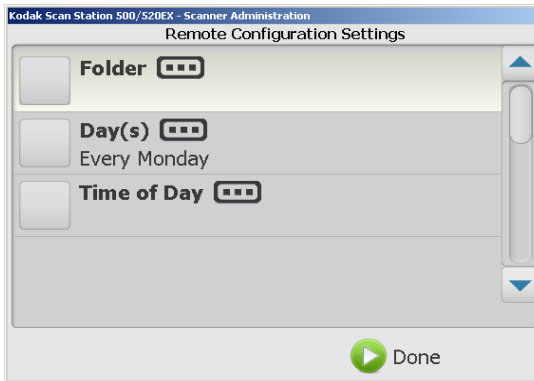 Kodak Scan Station 500/520EX - Scanner Administration
Remote Configuration Settings
Folder
Day(s)
Every Monday
Time of Day
Done